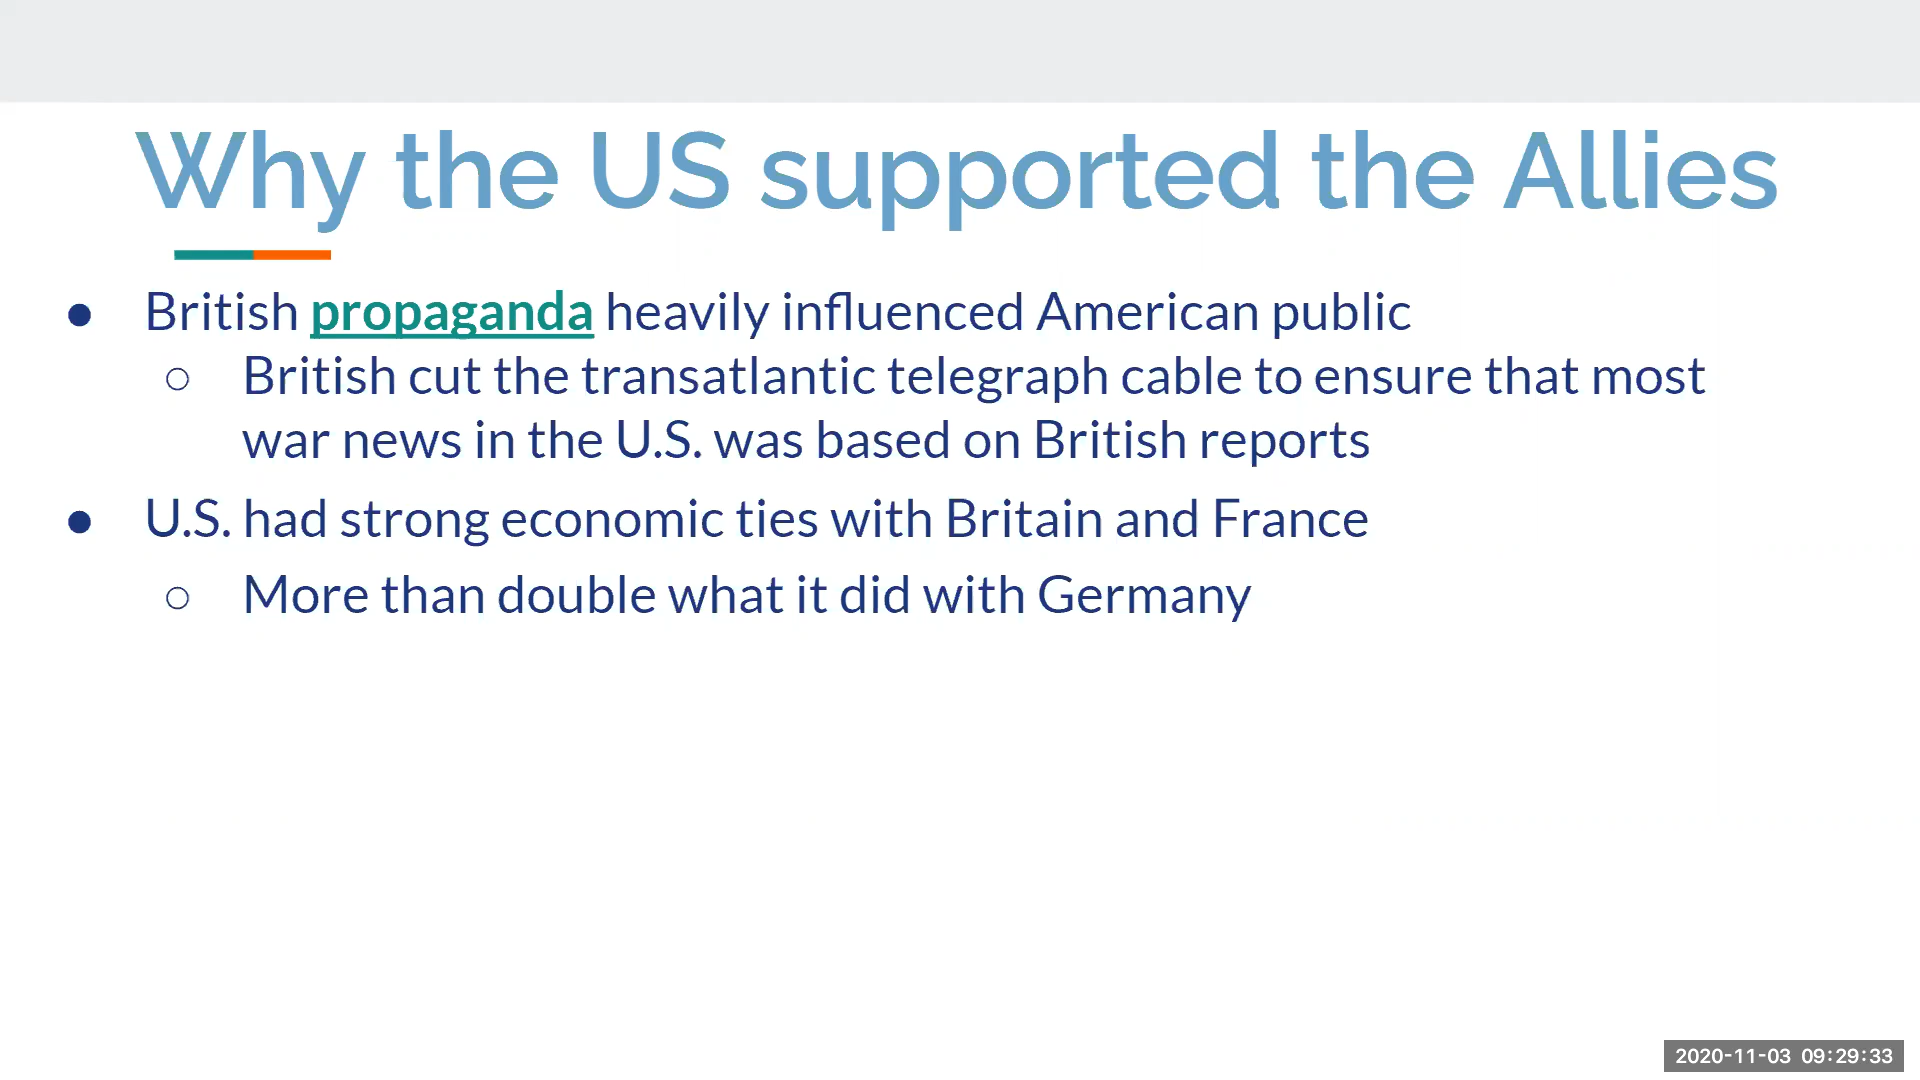 Why the US supported the Allies
● British propaganda heavily influenced American public
○ British cut the transatlantic telegraph cable to ensure that most
war news in the U.S. was based on British reports
● U.S. had strong economic ties with Britain and France
○ More than double what it did with Germany
2020-11-03 09:29:33